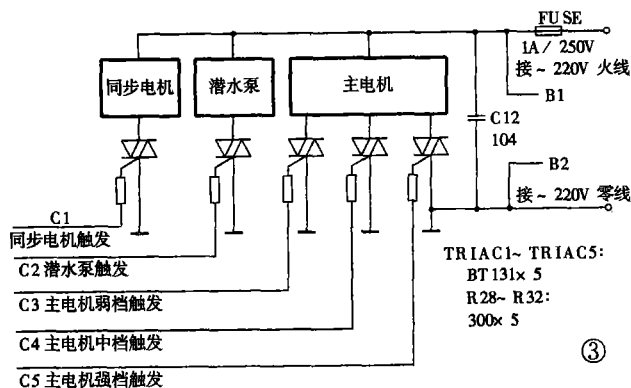 FUSE
1A/250V
接~220V 火线
B1
同步电机
潜水泵
主电机
C12
104
B2
接~220V 零线
C1
同步电机触发
C2 潜水泵触发
C3 主电机弱档触发
C4 主电机中档触发
C5 主电机强档触发
TRIAC1~TRIAC5:
BT131×5
R28~R32:
300×5
③